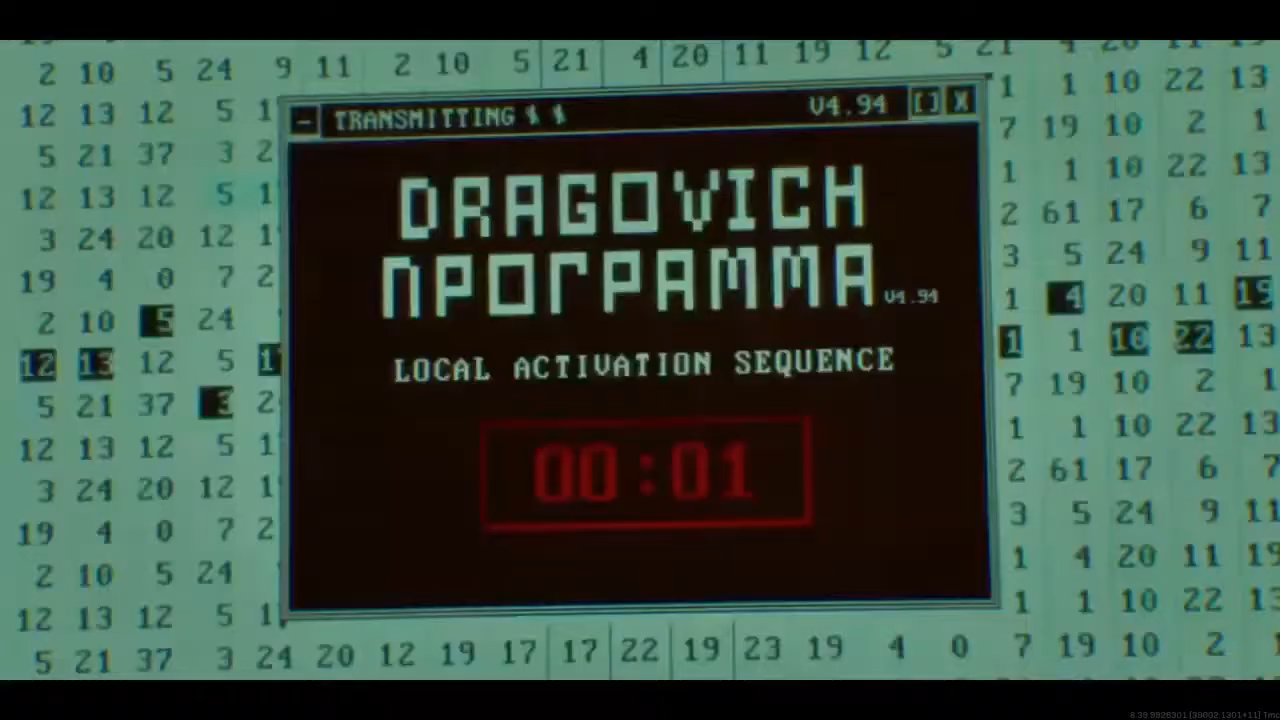 2 10 5 24 9 11 2 10 5 21 4 20 11 19 12 5 21
12 13 12 5
5 21 37 3
12 13 12 5
3 24 20 12
19 4 0 7
2 10 5 24
12 13 12 5
5 21 37 3
12 13 12 5
3 24 20 12
19 4 0 7
2 10 5 24
12 13 12 5
TRANSMITTING
V4.94
[] X
DRAGOVICH
ПРОГРАММА V4.94
LOCAL ACTIVATION SEQUENCE
00:01
1 1 10 22 13
7 19 10 2 1
1 1 10 22 13
2 61 17 6 7
3 5 24 9 11
1 4 20 11 19
1 1 10 22 13
7 19 10 2 1
1 1 10 22 13
2 61 17 6 7
3 5 24 9 11
1 4 20 11 19
1 1 10 22 13
5 21 37 3 24 20 12 19 17 17 22 19 23 19 4 0 7 19 10 2